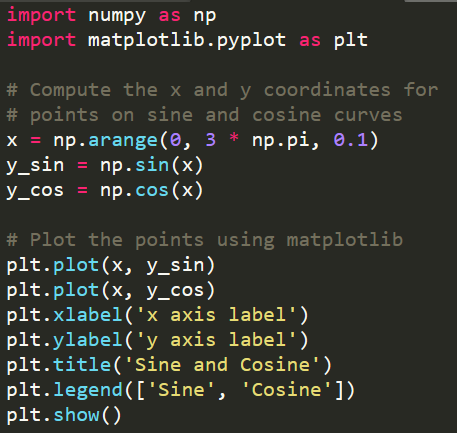 import numpy as np
import matplotlib.pyplot as plt
# Compute the x and y coordinates for
# points on sine and cosine curves
x = np.arange(0, 3 * np.pi, 0.1)
y_sin = np.sin(x)
y_cos = np.cos(x)
# Plot the points using matplotlib
plt.plot(x, y_sin)
plt.plot(x, y_cos)
plt.xlabel('x axis label')
plt.ylabel('y axis label')
plt.title('Sine and Cosine')
plt.legend(['Sine', 'Cosine'])
plt.show()